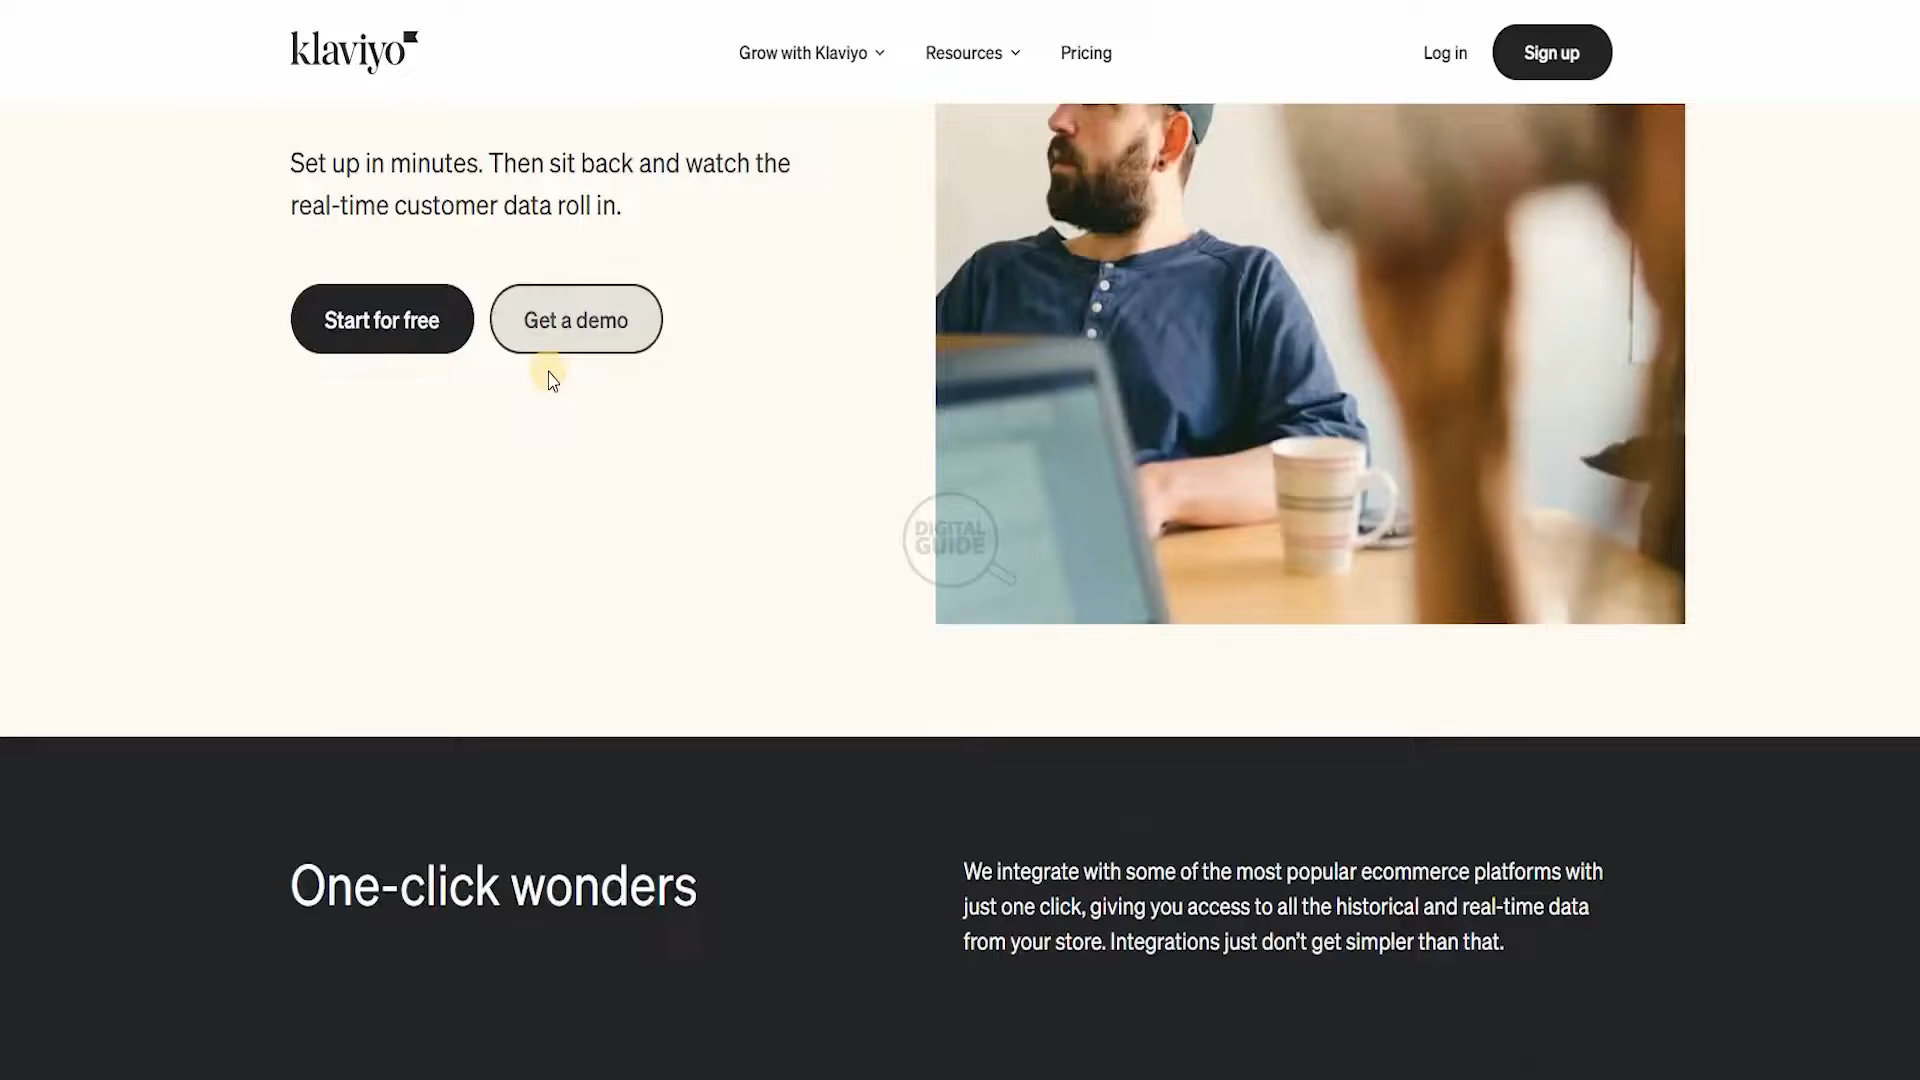 klaviyo
Grow with Klaviyo
Resources
Pricing
Log in
Sign up
Set up in minutes. Then sit back and watch the
real-time customer data roll in.
Start for free
Get a demo
DIGITAL
GUIDE
One-click wonders
We integrate with some of the most popular ecommerce platforms with
just one click, giving you access to all the historical and real-time data
from your store. Integrations just don’t get simpler than that.